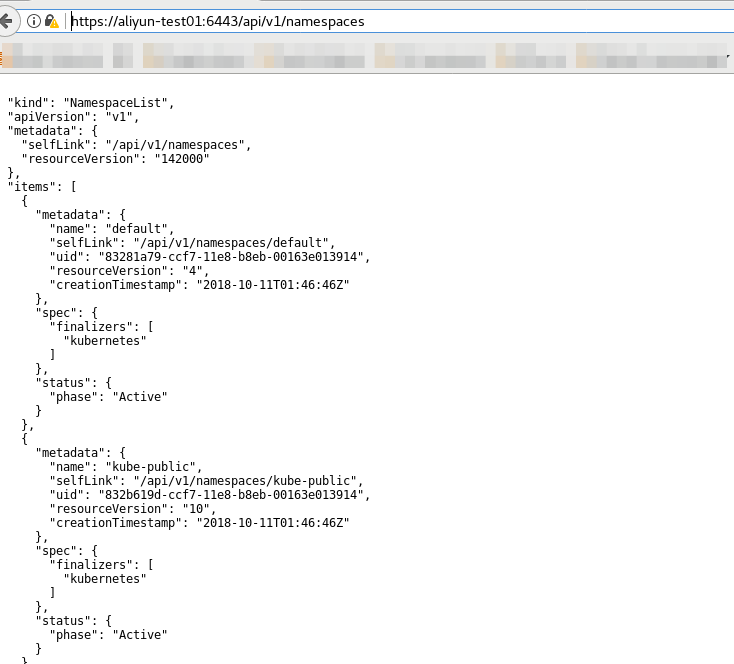 https://aliyun-test01:6443/api/v1/namespaces
"kind": "NamespaceList",
"apiVersion": "v1",
"metadata": {
  "selfLink": "/api/v1/namespaces",
  "resourceVersion": "142000"
},
"items": [
  {
    "metadata": {
      "name": "default",
      "selfLink": "/api/v1/namespaces/default",
      "uid": "83281a79-ccf7-11e8-b8eb-00163e013914",
      "resourceVersion": "4",
      "creationTimestamp": "2018-10-11T01:46:46Z"
    },
    "spec": {
      "finalizers": [
        "kubernetes"
      ]
    },
    "status": {
      "phase": "Active"
    }
  },
  {
    "metadata": {
      "name": "kube-public",
      "selfLink": "/api/v1/namespaces/kube-public",
      "uid": "832b619d-ccf7-11e8-b8eb-00163e013914",
      "resourceVersion": "10",
      "creationTimestamp": "2018-10-11T01:46:46Z"
    },
    "spec": {
      "finalizers": [
        "kubernetes"
      ]
    },
    "status": {
      "phase": "Active"
    }
  }